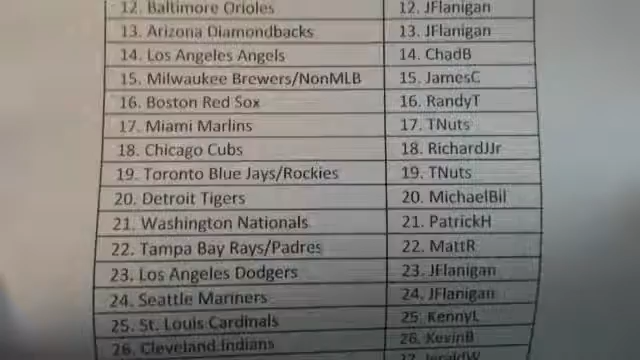 12. Baltimore Orioles 12. JFlanigan
13. Arizona Diamondbacks 13. JFlanigan
14. Los Angeles Angels 14. ChadB
15. Milwaukee Brewers/NonMLB 15. JamesC
16. Boston Red Sox 16. RandyT
17. Miami Marlins 17. TNuts
18. Chicago Cubs 18. RichardJJr
19. Toronto Blue Jays/Rockies 19. TNuts
20. Detroit Tigers 20. MichaelBil
21. Washington Nationals 21. PatrickH
22. Tampa Bay Rays/Padres 22. MattR
23. Los Angeles Dodgers 23. JFlanigan
24. Seattle Mariners 24. JFlanigan
25. St. Louis Cardinals 25. KennyL
26. Cleveland Indians 26. KevinB
27. JeraldW